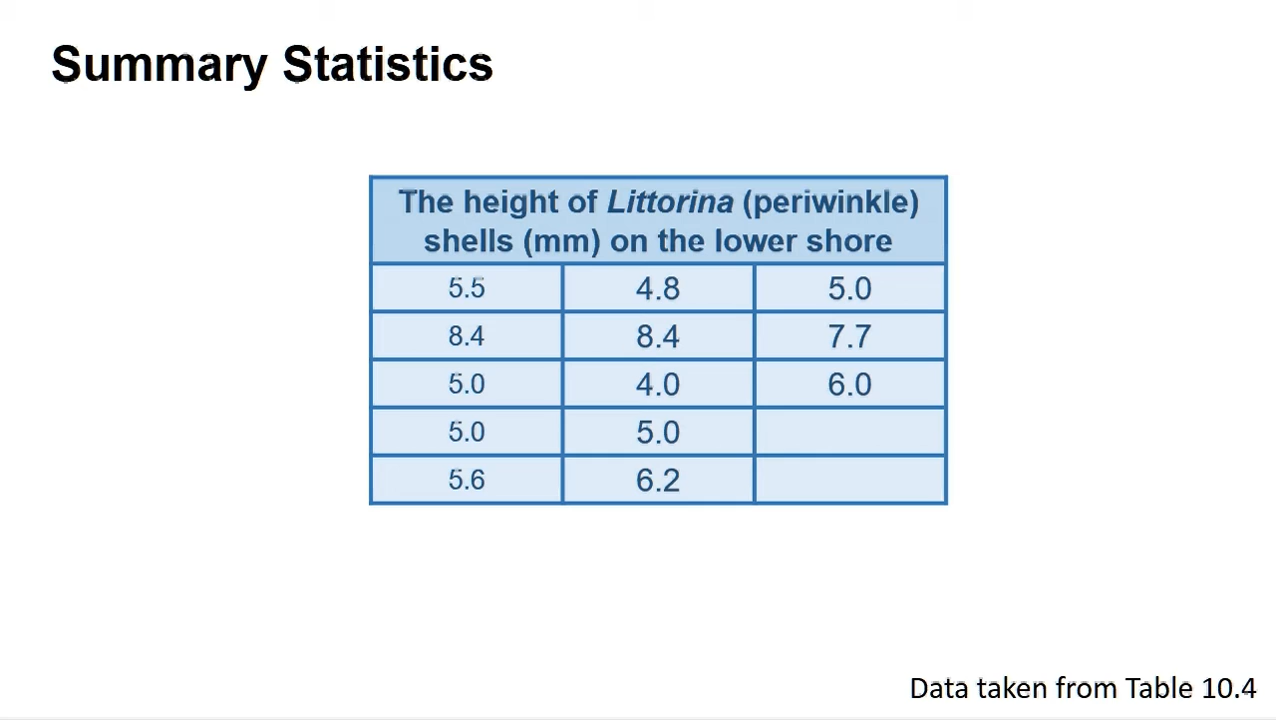 Summary Statistics
The height of Littorina (periwinkle)
shells (mm) on the lower shore
5.5 4.8 5.0
8.4 8.4 7.7
5.0 4.0 6.0
5.0 5.0
5.6 6.2
Data taken from Table 10.4